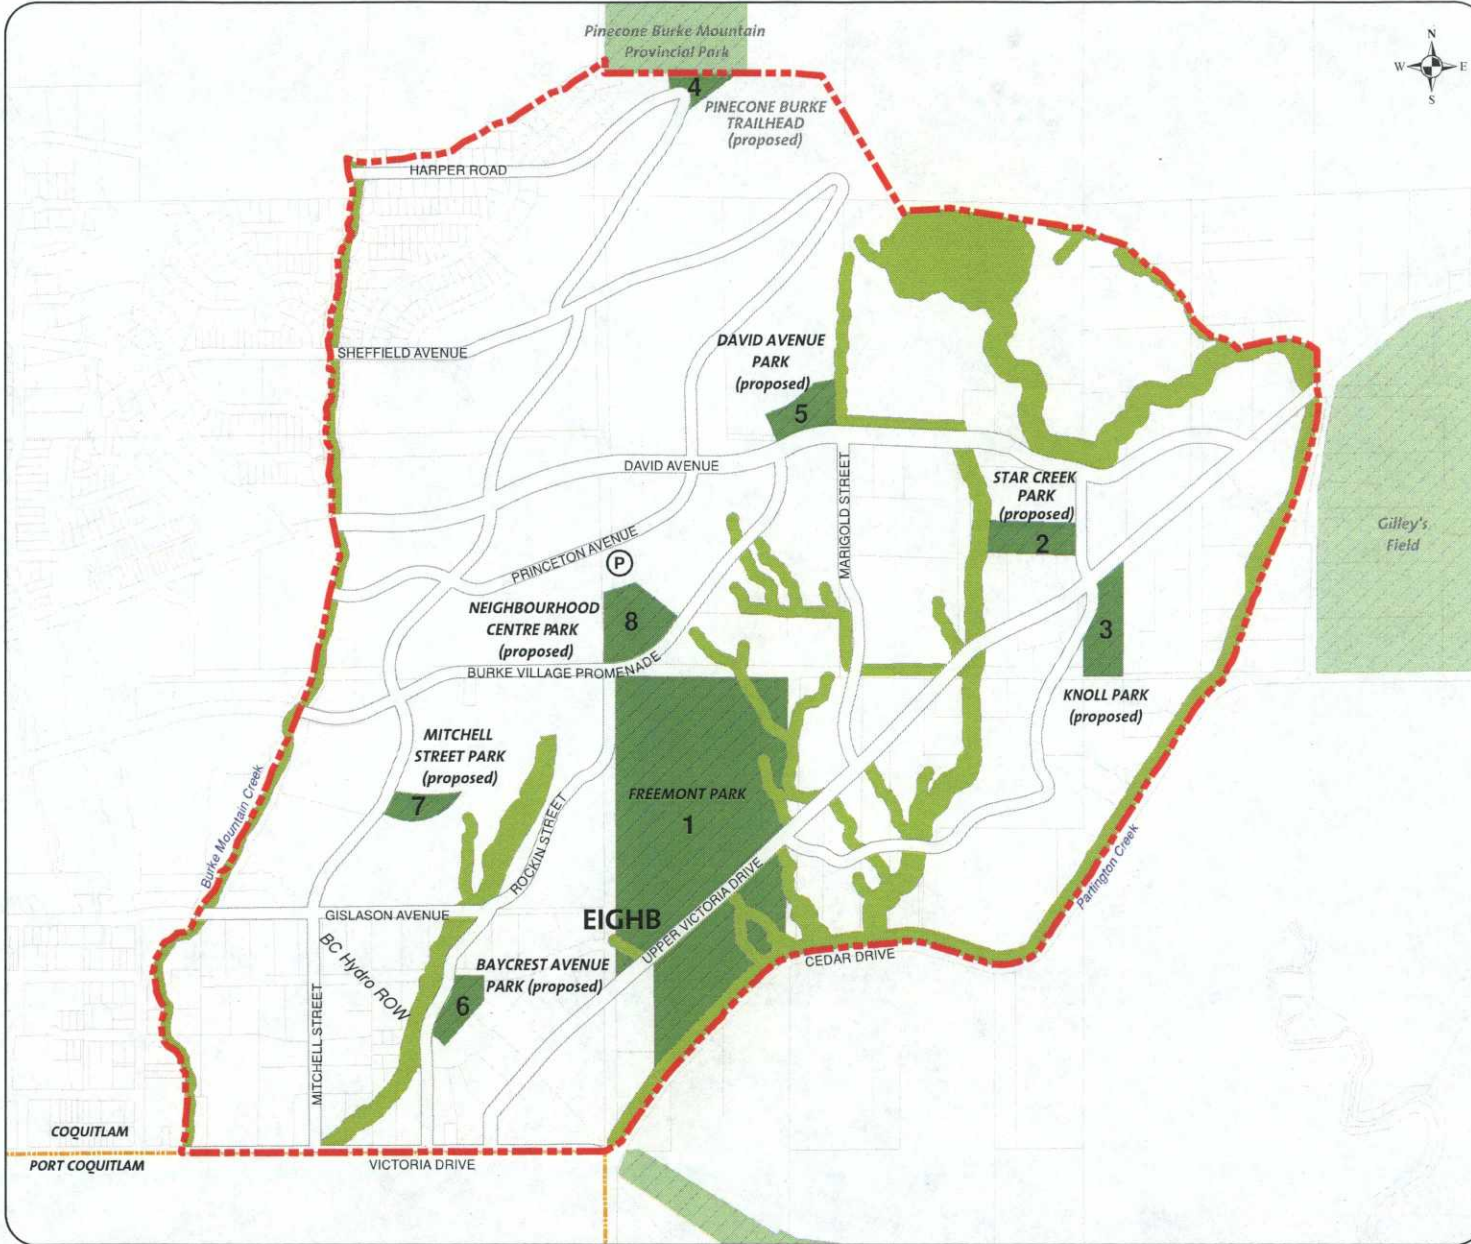 Pinecone Burke Mountain
Provincial Park
N
W E
S
4
PINECONE BURKE
TRAILHEAD
(proposed)
HARPER ROAD
SHEFFIELD AVENUE
DAVID AVENUE
PARK
(proposed)
5
DAVID AVENUE
MARIGOLD STREET
STAR CREEK
PARK
(proposed)
2
Gilley's
Field
PRINCETON AVENUE
P
NEIGHBOURHOOD
CENTRE PARK
(proposed)
8
3
BURKE VILLAGE PROMENADE
KNOLL PARK
(proposed)
MITCHELL
STREET PARK
(proposed)
7
FREEMONT PARK
1
Burke Mountain Creek
ROCKIN STREET
UPPER VICTORIA DRIVE
Partington Creek
GISLASON AVENUE
EIGHB
BC Hydro ROW
BAYCREST AVENUE
PARK (proposed)
6
CEDAR DRIVE
MITCHELL STREET
COQUITLAM
PORT COQUITLAM
VICTORIA DRIVE